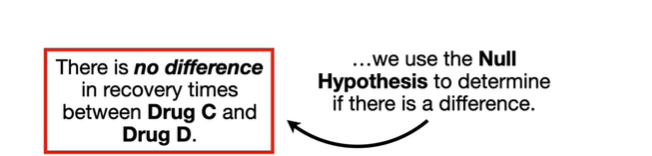 There is no difference
in recovery times
between Drug C and
Drug D.
...we use the Null
Hypothesis to determine
if there is a difference.